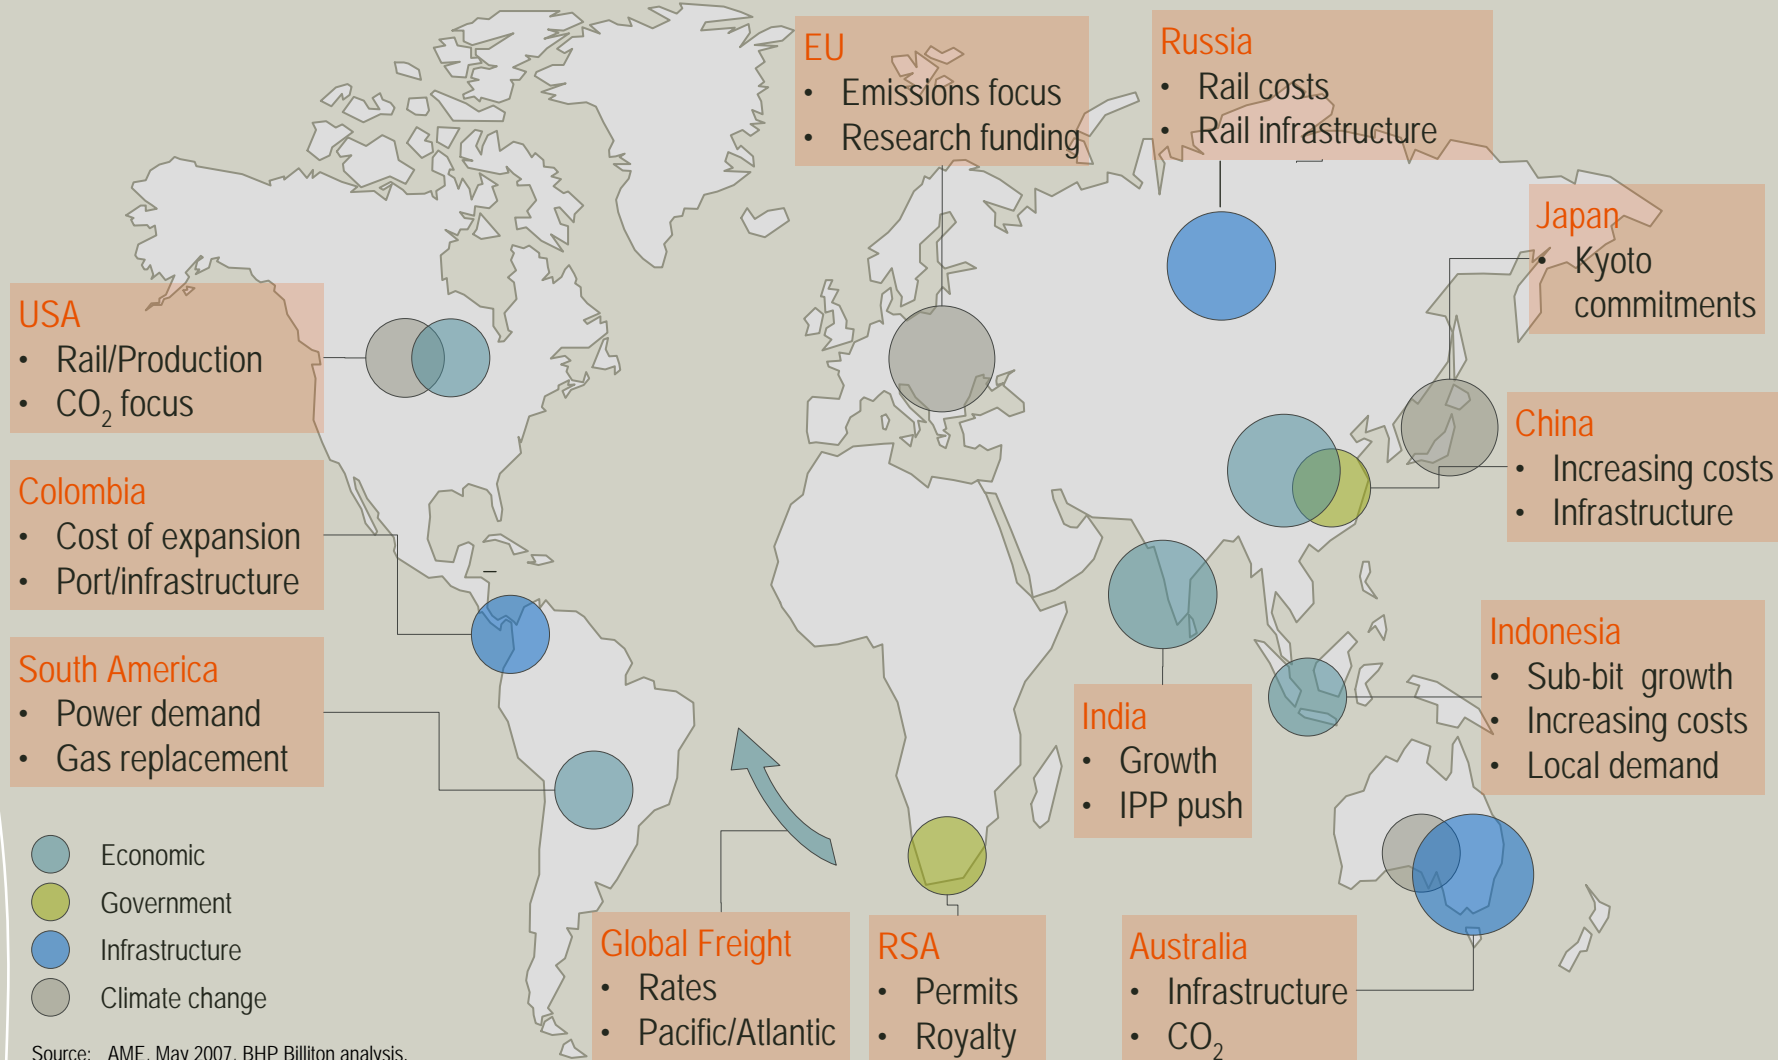 EU
• Emissions focus
• Research funding
Russia
• Rail costs
• Rail infrastructure
Japan
• Kyoto
commitments
USA
• Rail/Production
• CO₂ focus
China
• Increasing costs
• Infrastructure
Colombia
• Cost of expansion
• Port/infrastructure
South America
• Power demand
• Gas replacement
India
• Growth
• IPP push
Indonesia
• Sub-bit growth
• Increasing costs
• Local demand
Economic
Government
Infrastructure
Climate change
Global Freight
• Rates
• Pacific/Atlantic
RSA
• Permits
• Royalty
Australia
• Infrastructure
• CO₂
Source: AME, May 2007, BHP Billiton analysis.